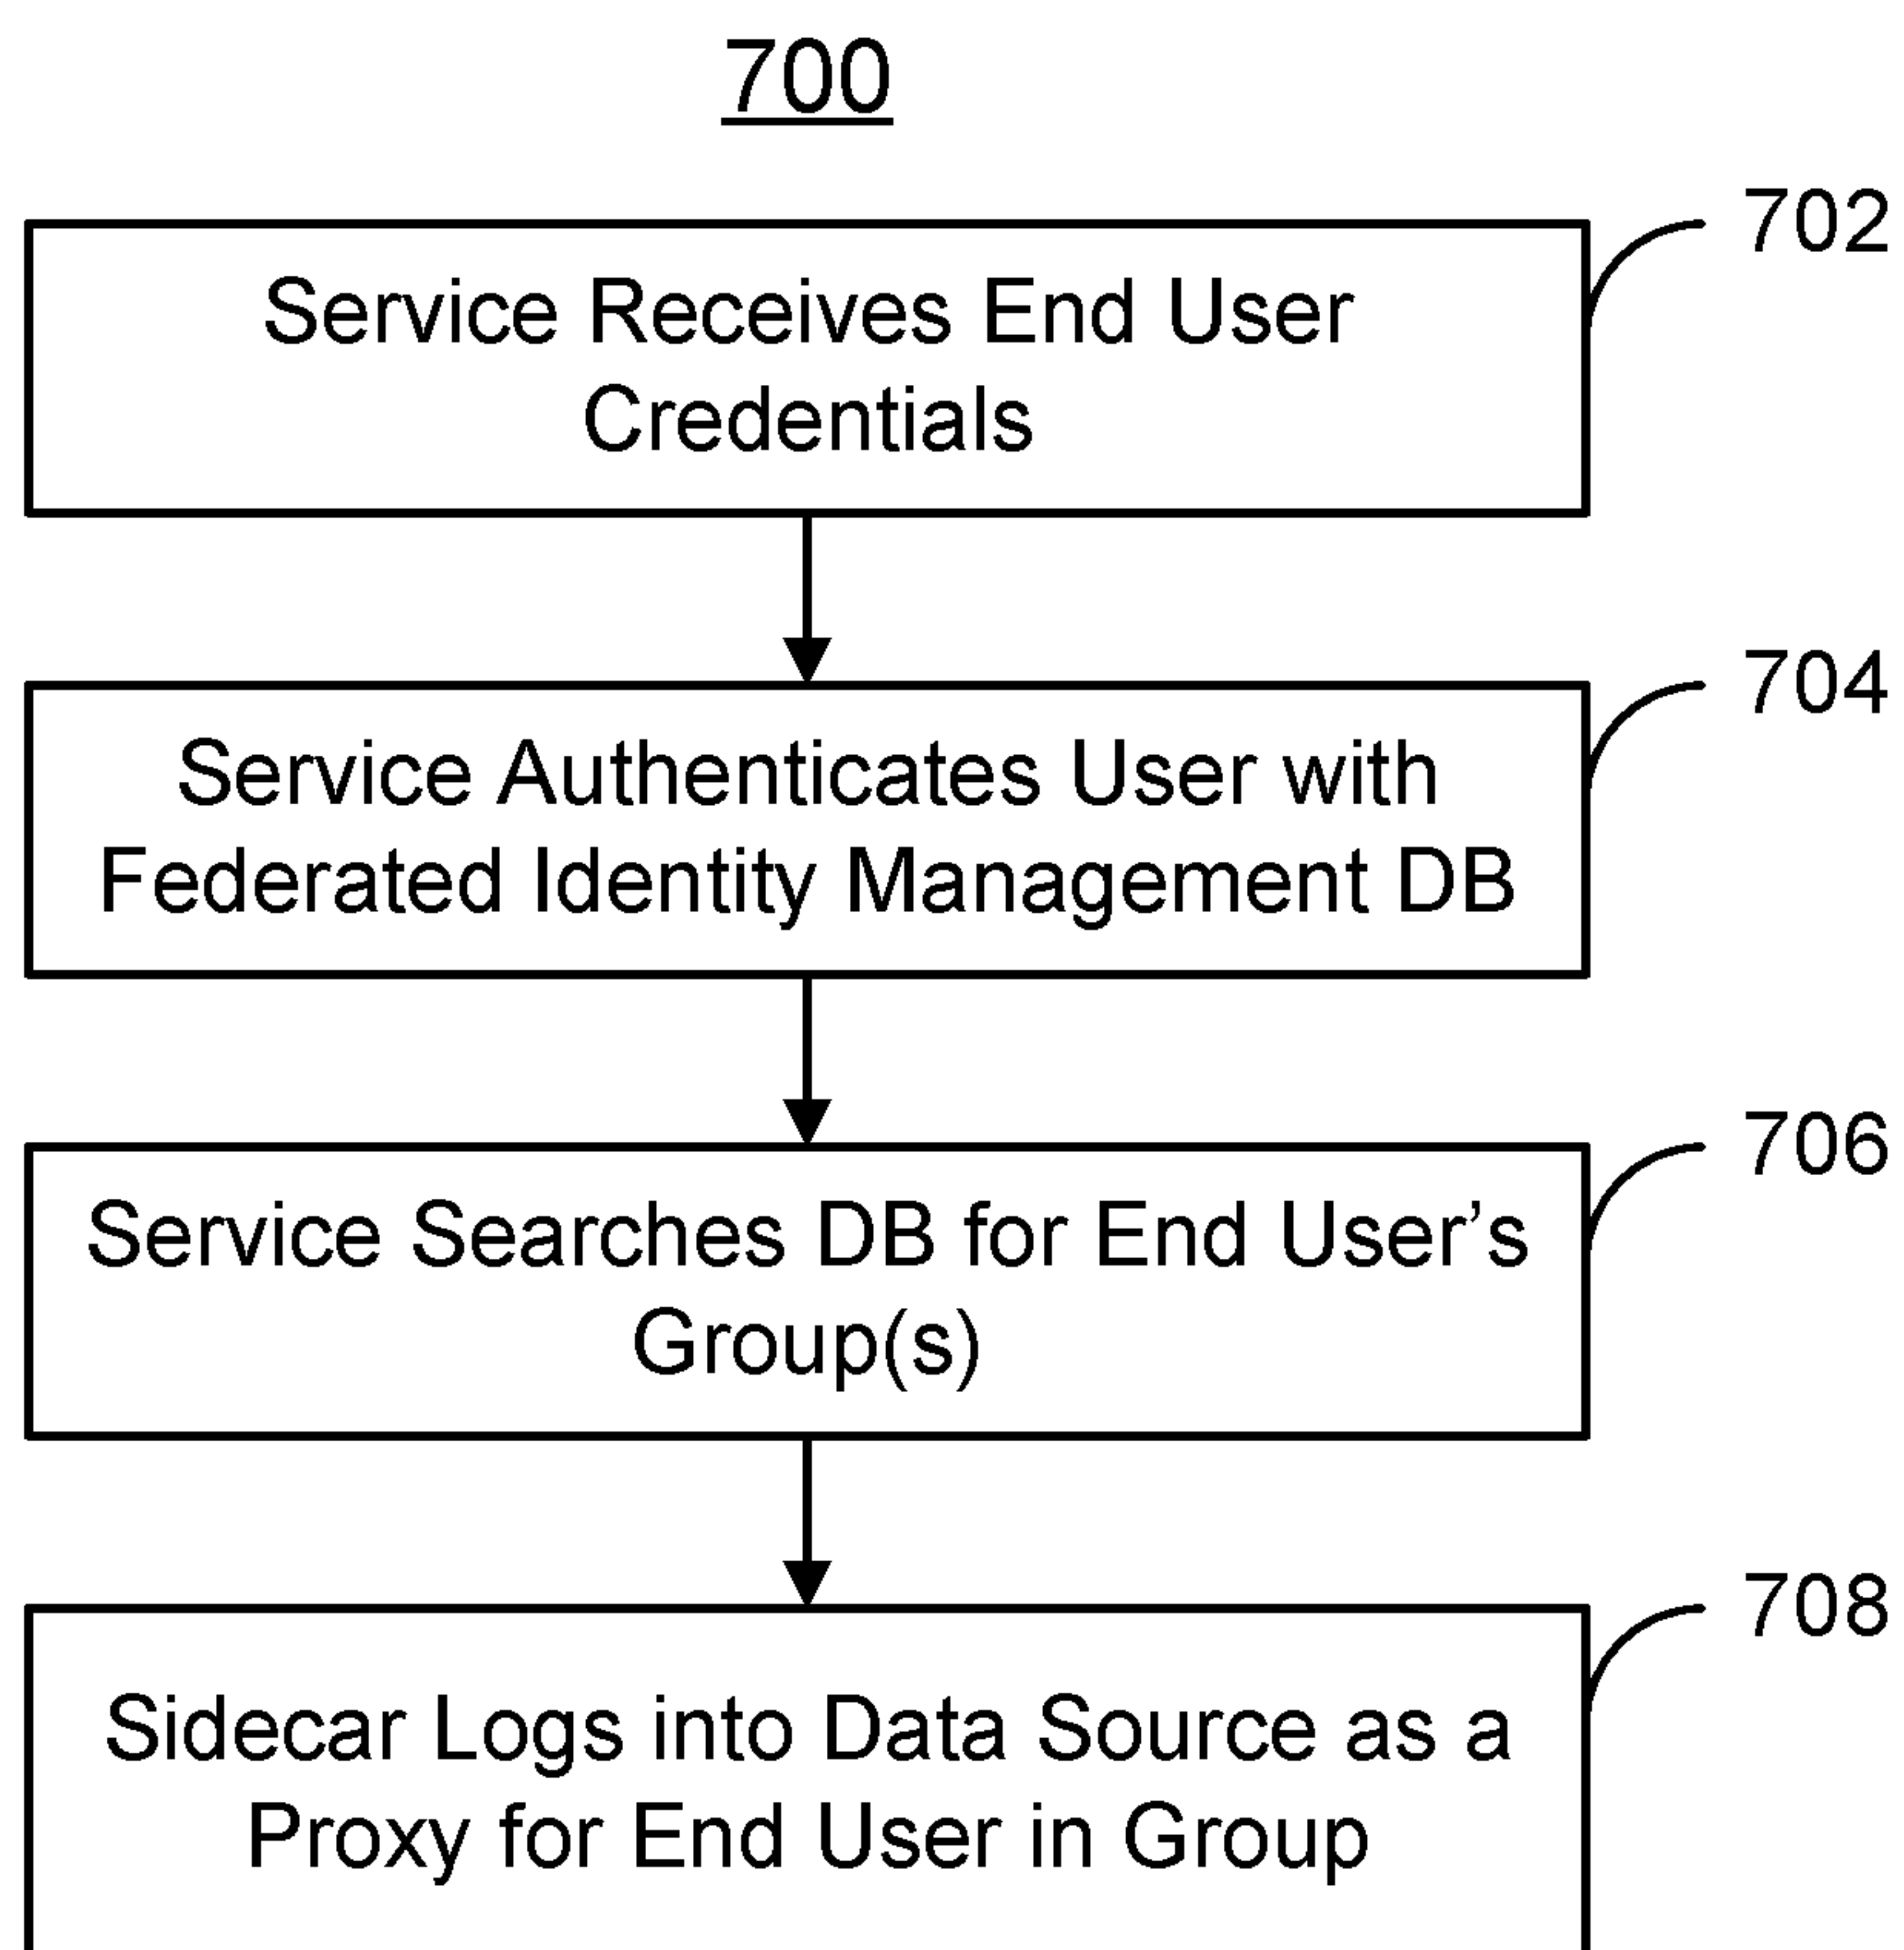 700
702
Service Receives End User
Credentials
704
Service Authenticates User with
Federated Identity Management DB
706
Service Searches DB for End User’s
Group(s)
708
Sidecar Logs into Data Source as a
Proxy for End User in Group